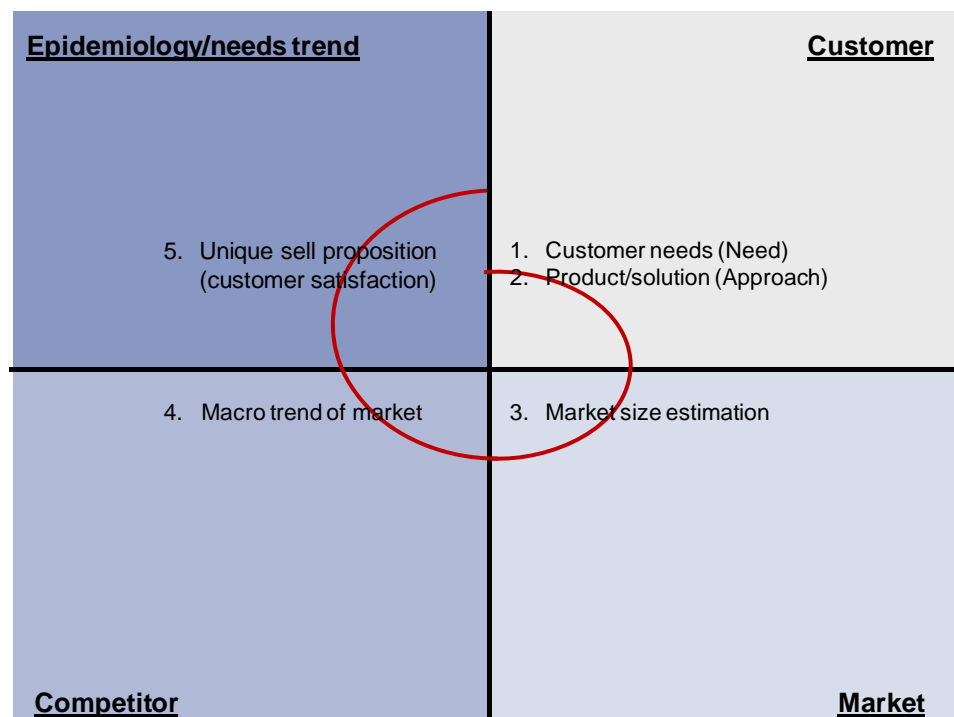 Epidemiology/needs trend
Customer
5. Unique sell proposition
(customer satisfaction)
1. Customer needs (Need)
2. Product/solution (Approach)
4. Macro trend of market
3. Market size estimation
Competitor
Market